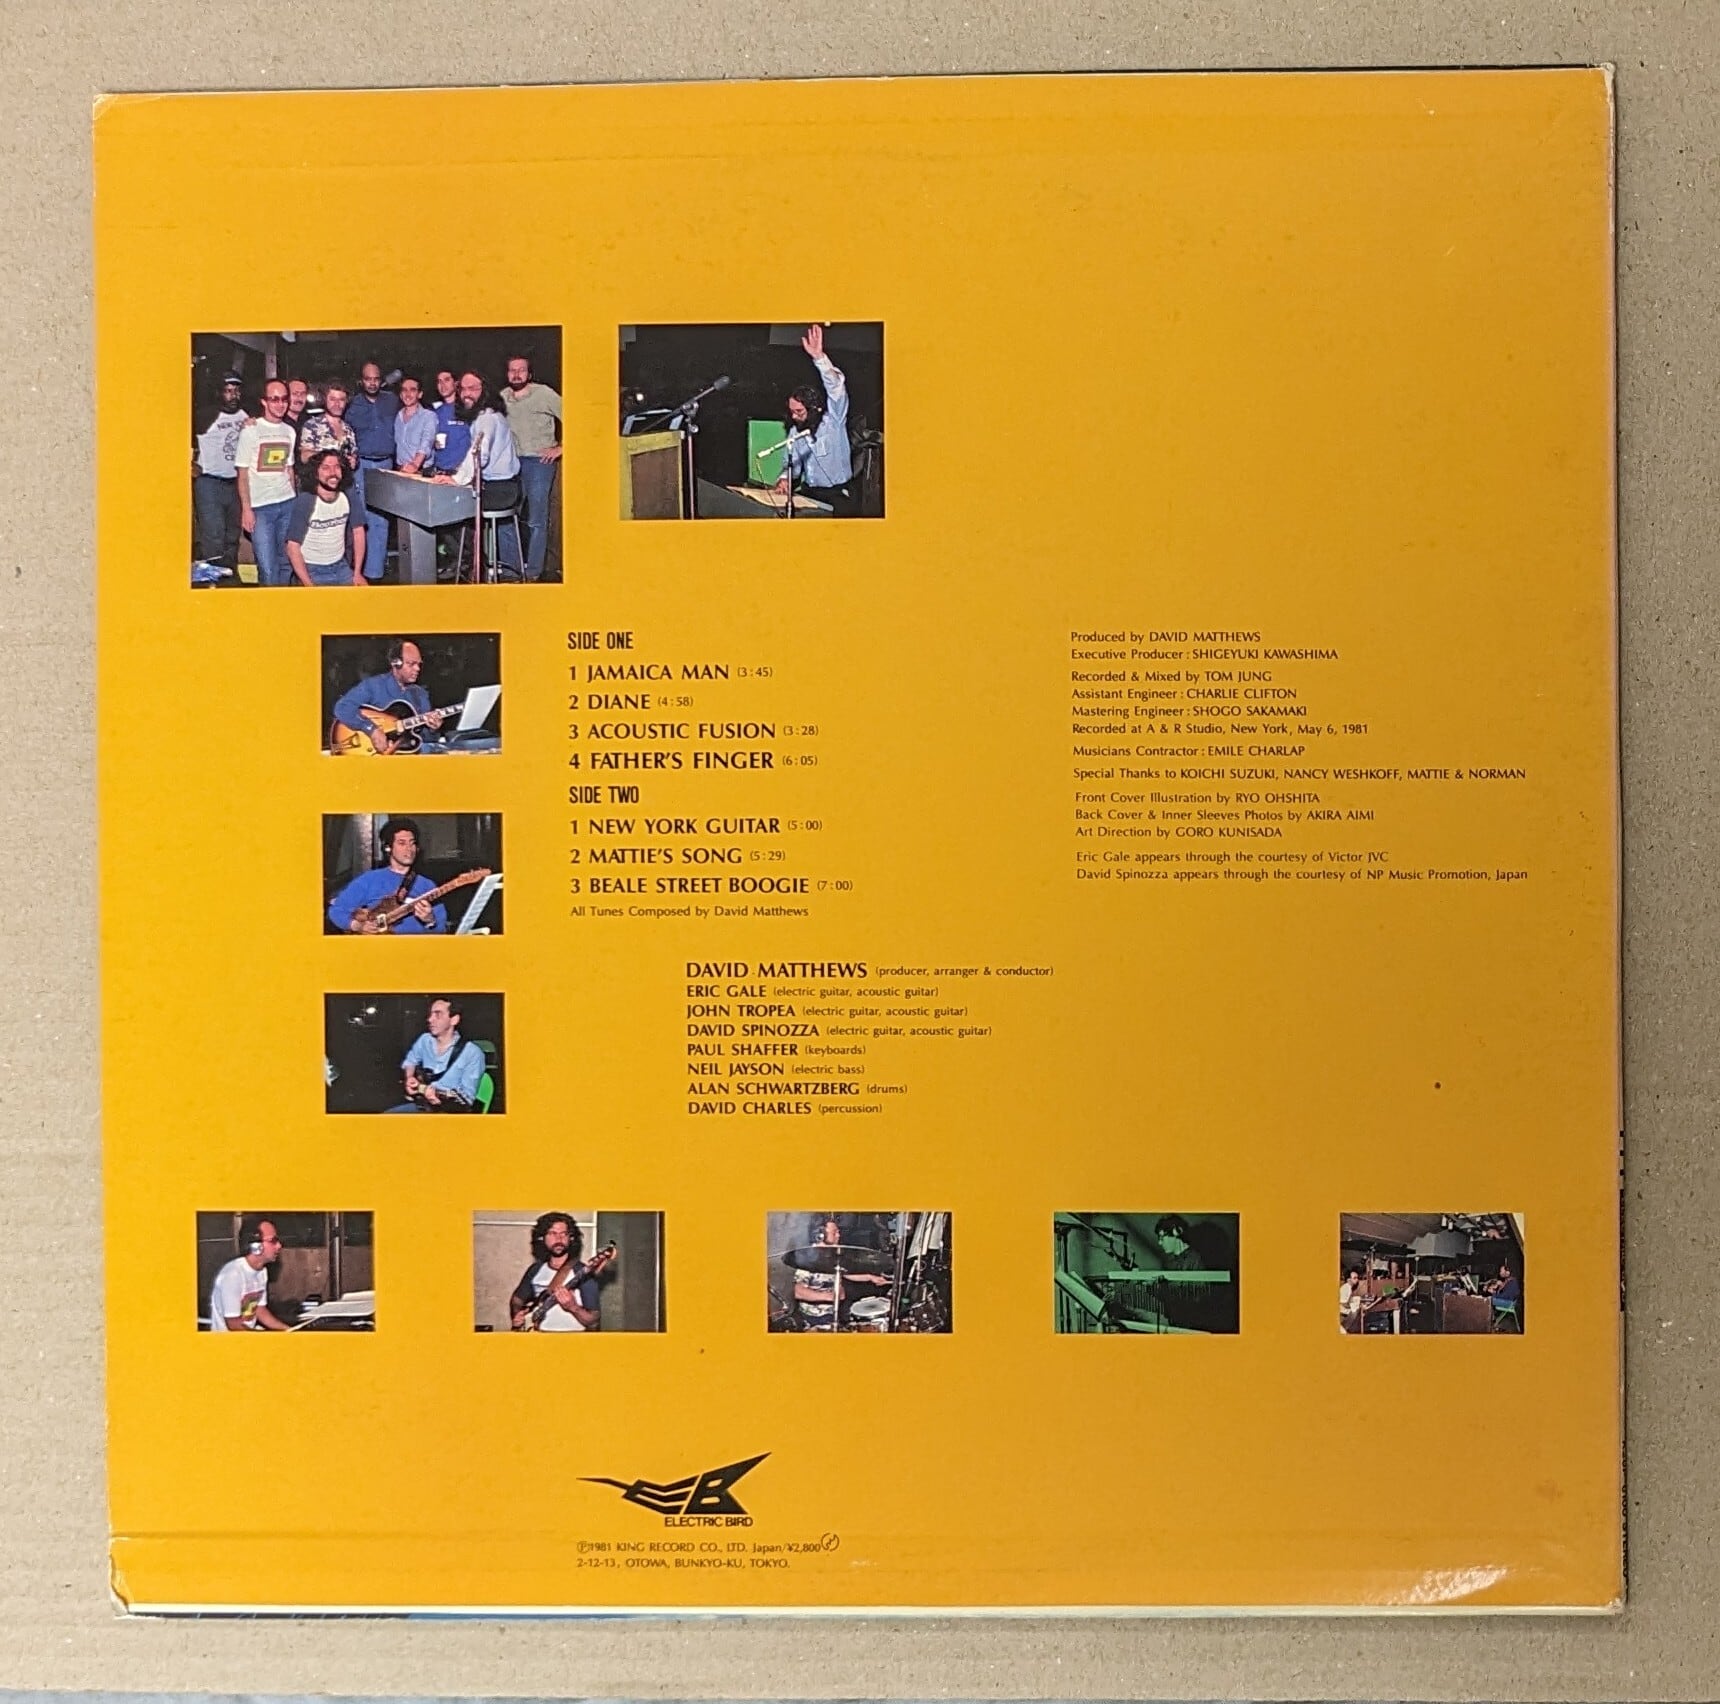 SIDE ONE
1 JAMAICA MAN (3:45)
2 DIANE (4:58)
3 ACOUSTIC FUSION (3:28)
4 FATHER'S FINGER (6:05)
SIDE TWO
1 NEW YORK GUITAR (5:00)
2 MATTIE'S SONG (5:29)
3 BEALE STREET BOOGIE (7:00)
All Tunes Composed by David Matthews
Produced by DAVID MATTHEWS
Executive Producer : SHIGEYUKI KAWASHIMA
Recorded & Mixed by TOM JUNG
Assistant Engineer : CHARLIE CLIFTON
Mastering Engineer : SHOGO SAKAMAKI
Recorded at A & R Studio, New York, May 6, 1981
Musicians Contractor : EMILE CHARLAP
Special Thanks to KOICHI SUZUKI, NANCY WESHKOFF, MATTIE & NORMAN
Front Cover Illustration by RYO OHSHITA
Back Cover & Inner Sleeves Photos by AKIRA AIMI
Art Direction by GORO KUNISADA
Eric Gale appears through the courtesy of Victor JVC
David Spinozza appears through the courtesy of NP Music Promotion, Japan
DAVID MATTHEWS (producer, arranger & conductor)
ERIC GALE (electric guitar, acoustic guitar)
JOHN TROPEA (electric guitar, acoustic guitar)
DAVID SPINOZZA (electric guitar, acoustic guitar)
PAUL SHAFFER (keyboards)
NEIL JAYSON (electric bass)
ALAN SCHWARTZBERG (drums)
DAVID CHARLES (percussion)
EB
ELECTRIC BIRD
Ⓟ1981 KING RECORD CO., LTD. Japan/¥2,800
2-12-13, OTOWA, BUNKYO-KU, TOKYO.